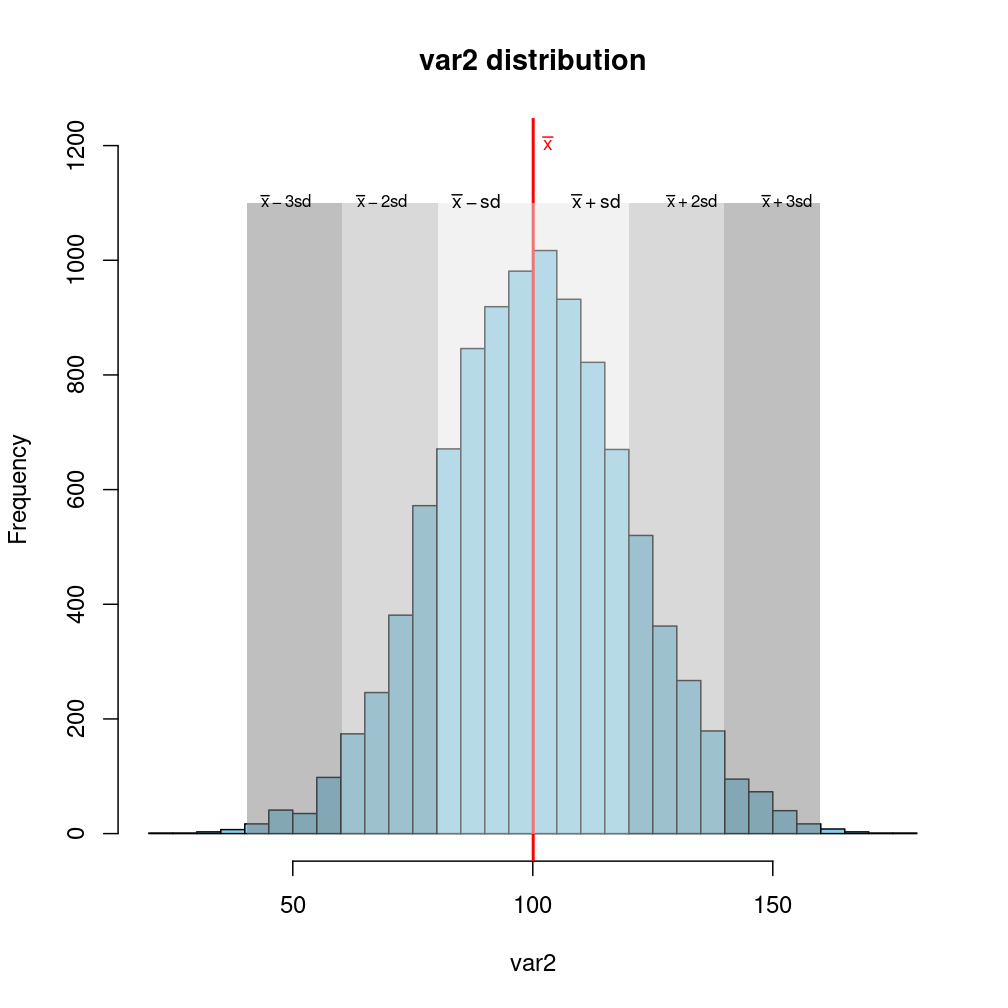 var2 distribution
x̅
x̅ − 3sd x̅ − 2sd x̅ − sd x̅ + sd x̅ + 2sd x̅ + 3sd
1200
1000
800
600
400
200
0
Frequency
50 100 150
var2